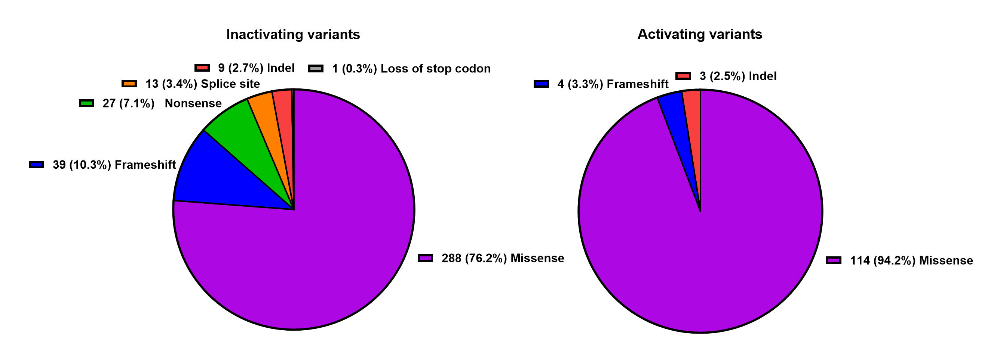 Inactivating variants
9 (2.7%) Indel
1 (0.3%) Loss of stop codon
13 (3.4%) Splice site
27 (7.1%) Nonsense
39 (10.3%) Frameshift
288 (76.2%) Missense
Activating variants
3 (2.5%) Indel
4 (3.3%) Frameshift
114 (94.2%) Missense